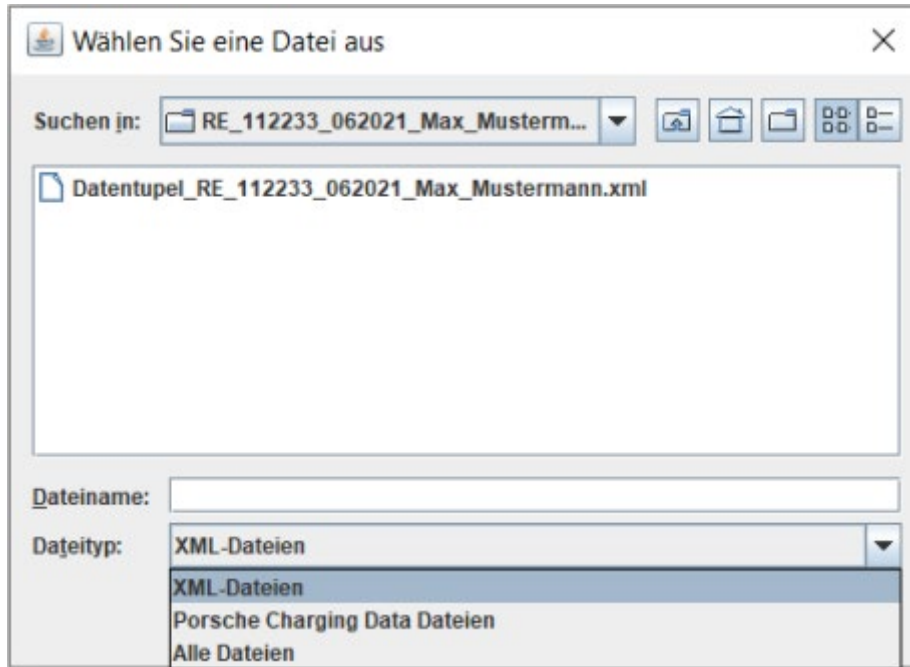 Wählen Sie eine Datei aus
Suchen in: RE_112233_062021_Max_Musterm...
Datentupel_RE_112233_062021_Max_Mustermann.xml
Dateiname:
Dateityp: XML-Dateien
XML-Dateien
Porsche Charging Data Dateien
Alle Dateien